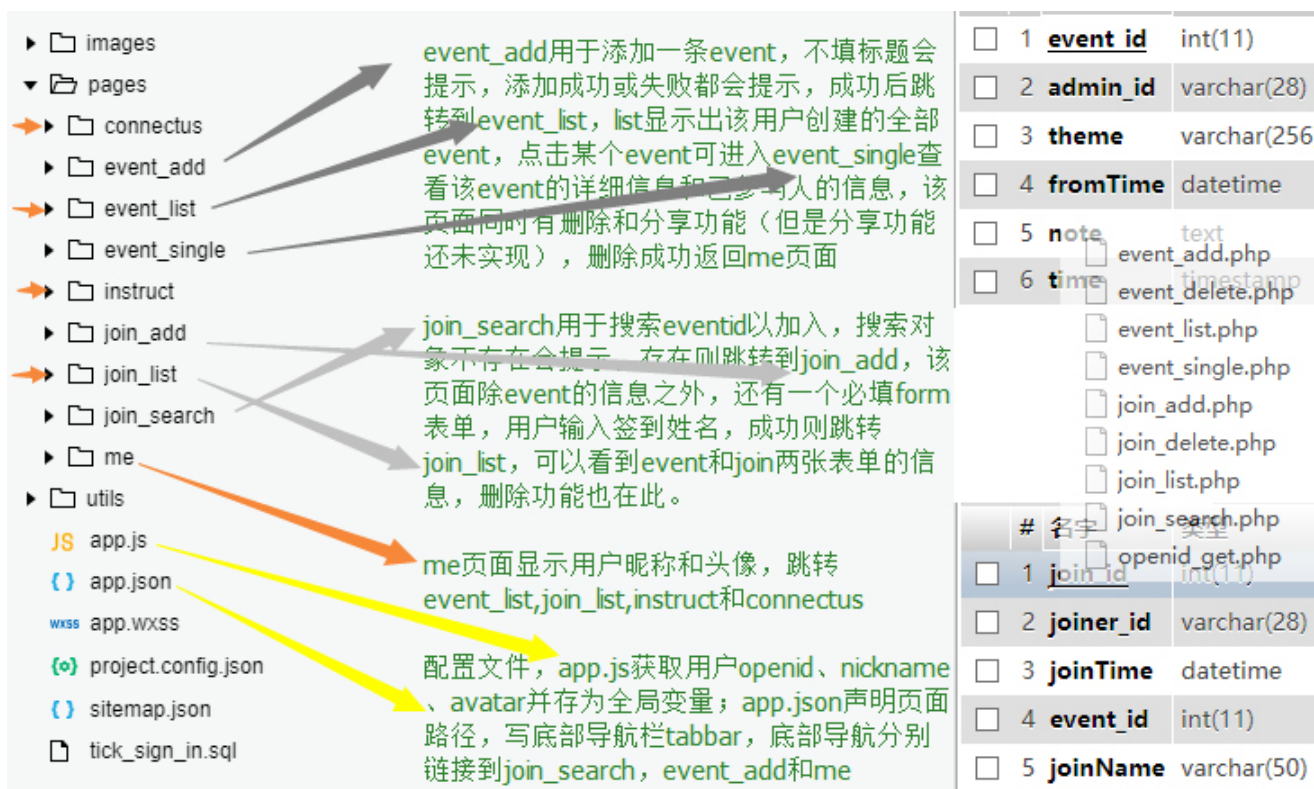 images
pages
connectus
event_add
event_list
event_single
instruct
join_add
join_list
join_search
me
utils
JS app.js
{ } app.json
wxss app.wxss
{o} project.config.json
{ } sitemap.json
tick_sign_in.sql
event_add用于添加一条event，不填标题会
提示，添加成功或失败都会提示，成功后跳
转到event_list，list显示出该用户创建的全部
event，点击某个event可进入event_single查
看该event的详细信息和已参与人的信息，该
页面同时有删除和分享功能（但是分享功能
还未实现），删除成功返回me页面
join_search用于搜索eventid以加入，搜索对
象不存在会提示，存在则跳转到join_add，该
页面除event的信息之外，还有一个必填form
表单，用户输入签到姓名，成功则跳转
join_list，可以看到event和join两张表单的信
息，删除功能也在此。
me页面显示用户昵称和头像，跳转
event_list,join_list,instruct和connectus
配置文件，app.js获取用户openid、nickname
、avatar并存为全局变量；app.json声明页面
路径，写底部导航栏tabbar，底部导航分别
链接到join_search，event_add和me
1 event_id int(11)
2 admin_id varchar(28)
3 theme varchar(256
4 fromTime datetime
5 note text
6 time timestamp
event_add.php
event_delete.php
event_list.php
event_single.php
join_add.php
join_delete.php
join_list.php
join_search.php
openid_get.php
# 名字 类型
1 join_id int(11)
2 joiner_id varchar(28)
3 joinTime datetime
4 event_id int(11)
5 joinName varchar(50)